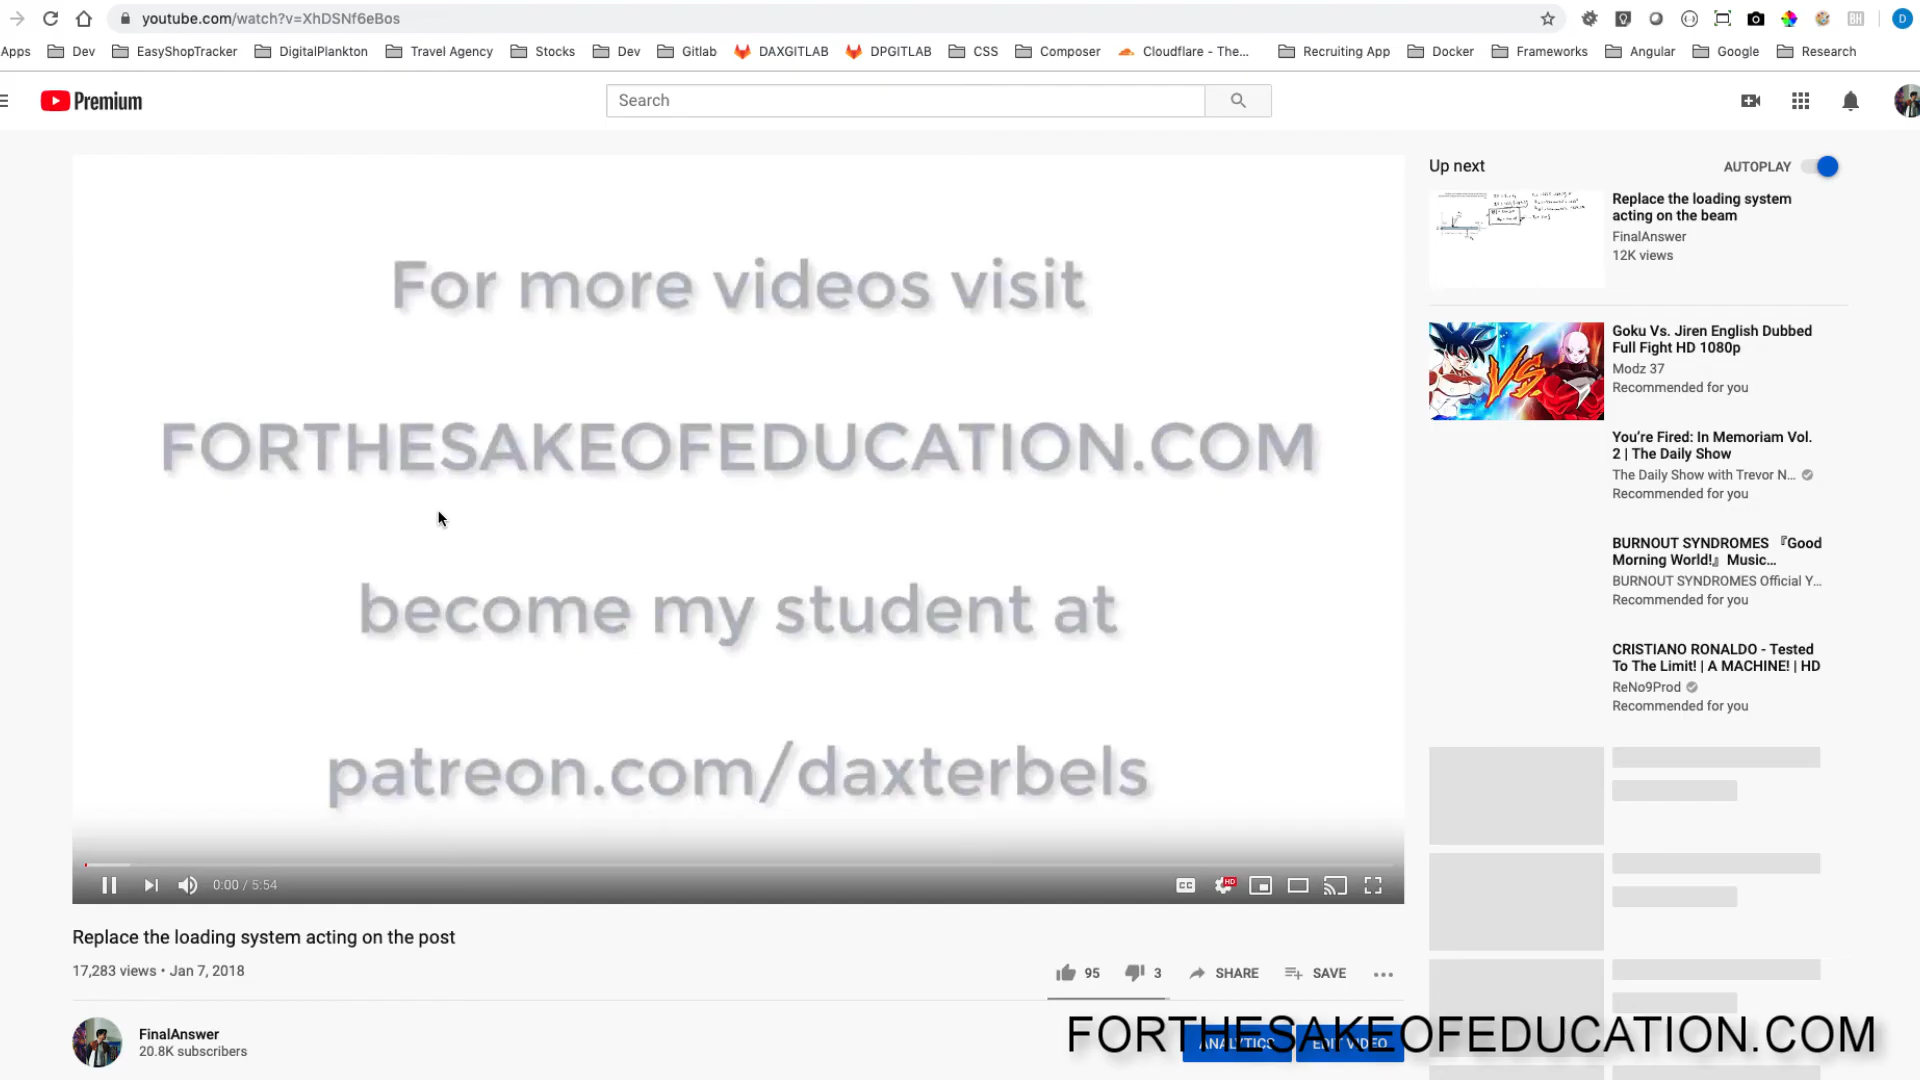 youtube.com/watch?v=XhDSNf6eBos
Apps Dev EasyShopTracker DigitalPlankton Travel Agency Stocks Dev Gitlab DAXGITLAB DPGITLAB CSS Composer Cloudflare - The... Recruiting App Docker Frameworks Angular Google Research
Premium
Search
For more videos visit
FORTHESAKEOFEDUCATION.COM
become my student at
patreon.com/daxterbels
0:00 / 5:54
CC
HD
Replace the loading system acting on the post
17,283 views • Jan 7, 2018
95 3 SHARE SAVE
FinalAnswer
20.8K subscribers
ANALYTICS EDIT VIDEO
Up next AUTOPLAY
Replace the loading system
acting on the beam
FinalAnswer
12K views
VS.
Goku Vs. Jiren English Dubbed
Full Fight HD 1080p
Modz 37
Recommended for you
You’re Fired: In Memoriam Vol.
2 | The Daily Show
The Daily Show with Trevor N...
Recommended for you
BURNOUT SYNDROMES 『Good
Morning World!』Music...
BURNOUT SYNDROMES Official Y...
Recommended for you
CRISTIANO RONALDO - Tested
To The Limit! | A MACHINE! | HD
ReNo9Prod
Recommended for you
FORTHESAKEOFEDUCATION.COM